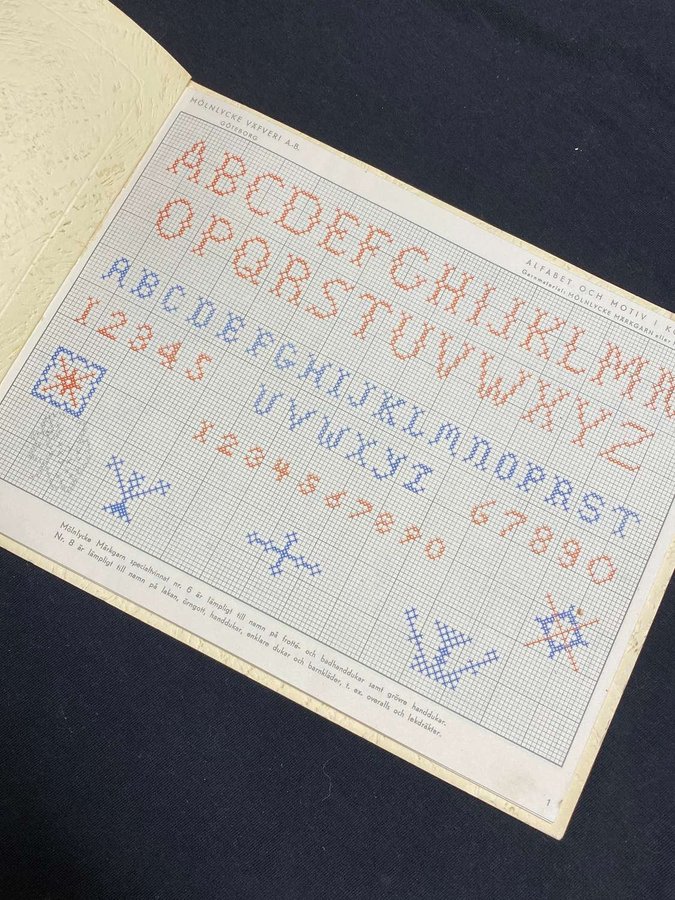 MÖLNLYCKE VÄFVERI A.B.
GÖTEBORG
ALFABET OCH MOTIV I
Garnmaterial: MÖLNLYCKE MÄRKGARN eller
ABCDEFGHIJKLMN
OPQRSTUVWXYZ
ABCDEFGHIJKLMNOPRST
UVWXYZ
12345
67890
1234567890
Mölnlycke Märkgarn specialtvinnat nr. 6 är lämpligt till namn på frotté- och badhanddukar samt grövre handdukar.
Nr. 8 är lämpligt till namn på lakan, örngott, handdukar, enklare dukar och barnkläder, t. ex. overalls och lekdräkter.
1